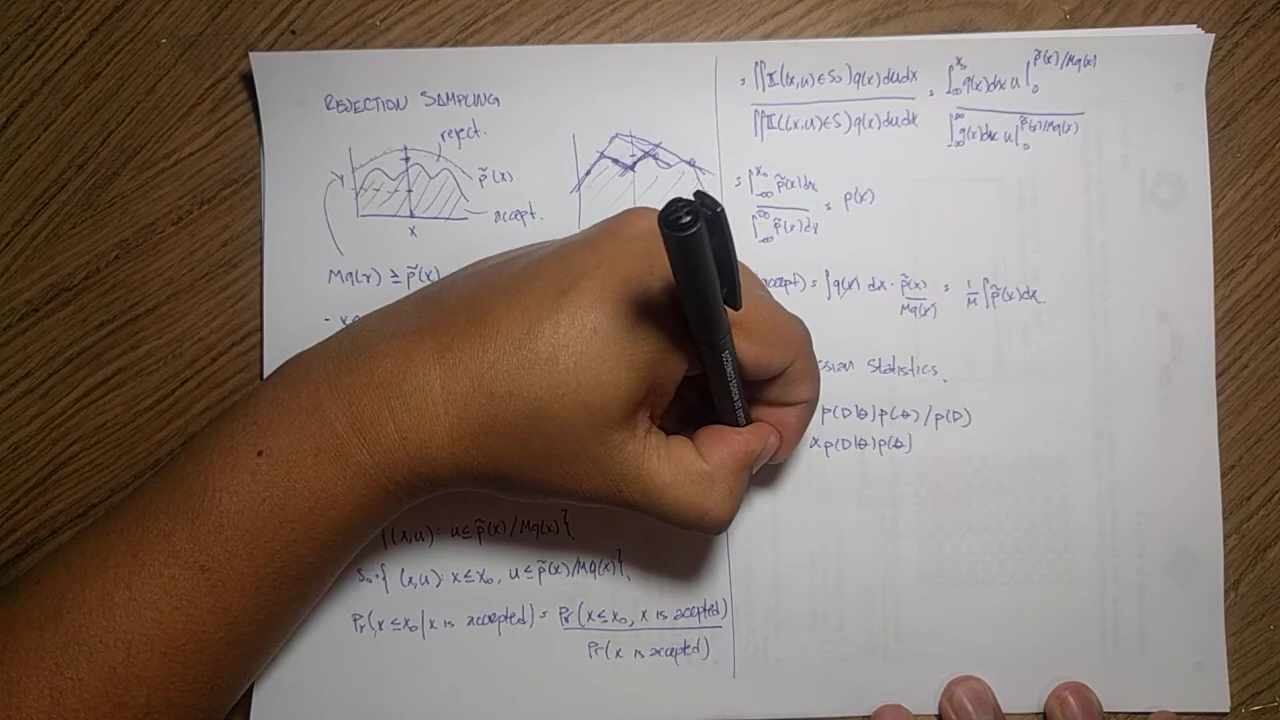 REJECTION SAMPLING
reject.
p̃(x)
accept.
x
Mq(x) ≥ p̃(x)
{(x,u): u ≤ p̃(x)/Mq(x)}
S₀ = { (x,u): x ≤ x₀, u ≤ p̃(x)/Mq(x)}.
Pr(x ≤ x₀ | x is accepted) = Pr(x ≤ x₀, x is accepted)
Pr(x is accepted)
= ∬𝕀((x,u) ∈ S₀)q(x)dudx = ∫_{-∞}^{x₀} q(x)dx u|₀^{p̃(x)/Mq(x)}
∬𝕀((x,u) ∈ S)q(x)dudx ∫_{-∞}^{∞} q(x)dx u|₀^{p̃(x)/Mq(x)}
= ∫_{-∞}^{x₀} p̃(x)dx = p(x)
∫_{-∞}^{∞} p̃(x)dx
accept) = ∫q(x) dx · p̃(x) = 1/M ∫p̃(x)dx.
Mq(x)
ssian Statistics.
p(D|θ)p(θ)/p(D)
∝ p(D|θ)p(θ)